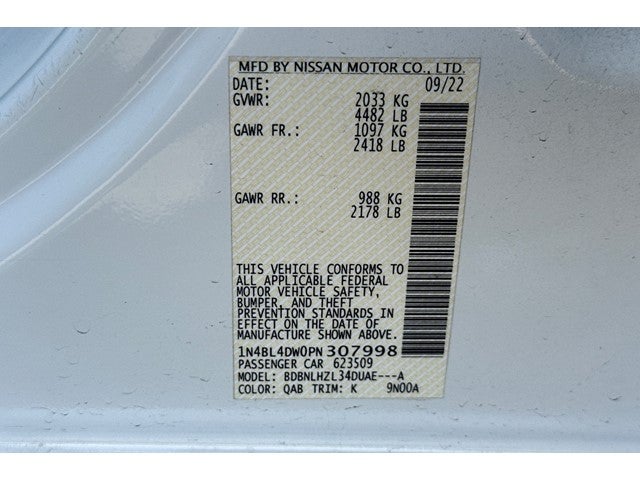 MFD BY NISSAN MOTOR CO., LTD.
DATE: 09/22
GVWR: 2033 KG
4482 LB
GAWR FR.: 1097 KG
2418 LB
GAWR RR.: 988 KG
2178 LB
THIS VEHICLE CONFORMS TO
ALL APPLICABLE FEDERAL
MOTOR VEHICLE SAFETY,
BUMPER, AND THEFT
PREVENTION STANDARDS IN
EFFECT ON THE DATE OF
MANUFACTURE SHOWN ABOVE.
1N4BL4DW0PN307998
PASSENGER CAR 623509
MODEL: BDBNLHZL34DUAE---A
COLOR: QAB TRIM: K 9N00A